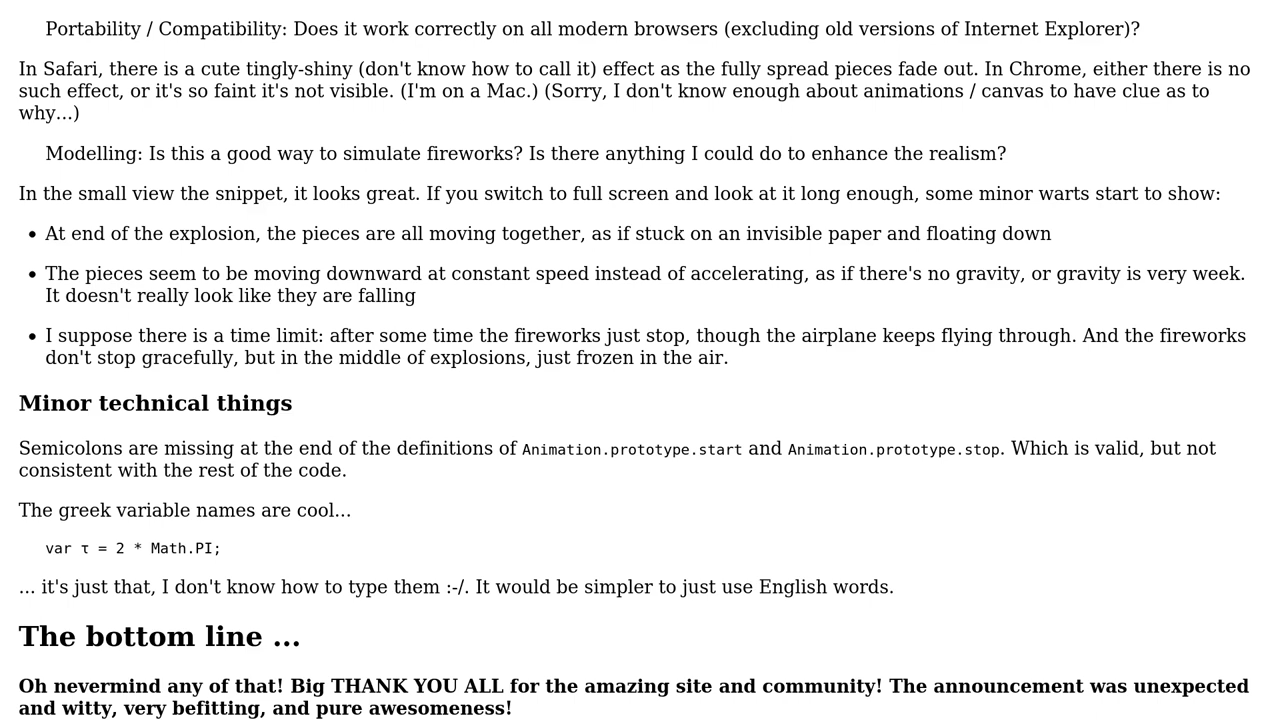 Portability / Compatibility: Does it work correctly on all modern browsers (excluding old versions of Internet Explorer)?
In Safari, there is a cute tingly-shiny (don't know how to call it) effect as the fully spread pieces fade out. In Chrome, either there is no
such effect, or it's so faint it's not visible. (I'm on a Mac.) (Sorry, I don't know enough about animations / canvas to have clue as to
why...)
Modelling: Is this a good way to simulate fireworks? Is there anything I could do to enhance the realism?
In the small view the snippet, it looks great. If you switch to full screen and look at it long enough, some minor warts start to show:
• At end of the explosion, the pieces are all moving together, as if stuck on an invisible paper and floating down
• The pieces seem to be moving downward at constant speed instead of accelerating, as if there's no gravity, or gravity is very week.
It doesn't really look like they are falling
• I suppose there is a time limit: after some time the fireworks just stop, though the airplane keeps flying through. And the fireworks
don't stop gracefully, but in the middle of explosions, just frozen in the air.
Minor technical things
Semicolons are missing at the end of the definitions of Animation.prototype.start and Animation.prototype.stop. Which is valid, but not
consistent with the rest of the code.
The greek variable names are cool...
var τ = 2 * Math.PI;
... it's just that, I don't know how to type them :-/. It would be simpler to just use English words.
The bottom line ...
Oh nevermind any of that! Big THANK YOU ALL for the amazing site and community! The announcement was unexpected
and witty, very befitting, and pure awesomeness!